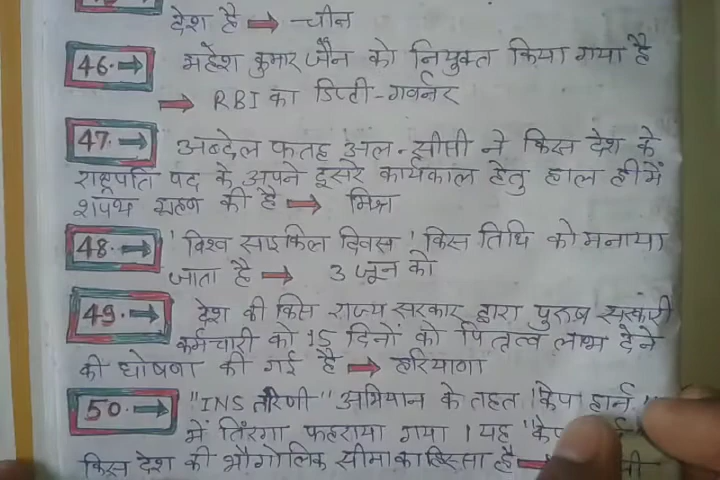 देश है → चीन
46. → महेश कुमार जैन को नियुक्त किया गया है
→ RBI का डिप्टी-गवर्नर
47. → अब्देल फतह अल-सीसी ने किस देश के
राष्ट्रपति पद के अपने दूसरे कार्यकाल हेतु हाल ही में
शपथ ग्रहण की है → मिस्र
48. → 'विश्व साइकिल दिवस' किस तिथि को मनाया
जाता है → 3 जून को
49. → देश की किस राज्य सरकार द्वारा पुरुष सरकारी
कर्मचारी को 15 दिनों को पितृत्व लाभ देने
की घोषणा की गई है → हरियाणा
50. → "INS तरिणी" अभियान के तहत 'केप हार्न'
में तिंरगा फहराया गया । यह "केप
किस देश की भौगोलिक सीमा का हिस्सा है →